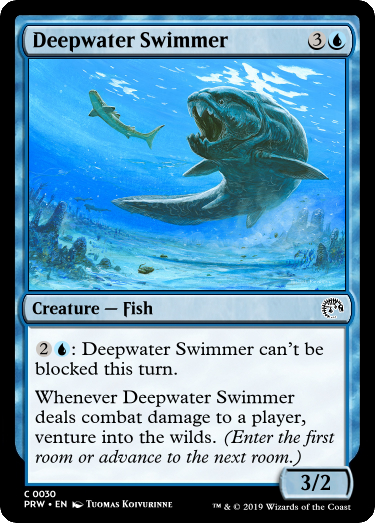 Deepwater Swimmer 3
Creature — Fish
2 : Deepwater Swimmer can't be
blocked this turn.
Whenever Deepwater Swimmer
deals combat damage to a player,
venture into the wilds. (Enter the first
room or advance to the next room.)
3/2
C 0030
PRW • EN Tuomas Koivurinne
™ & © 2019 Wizards of the Coast